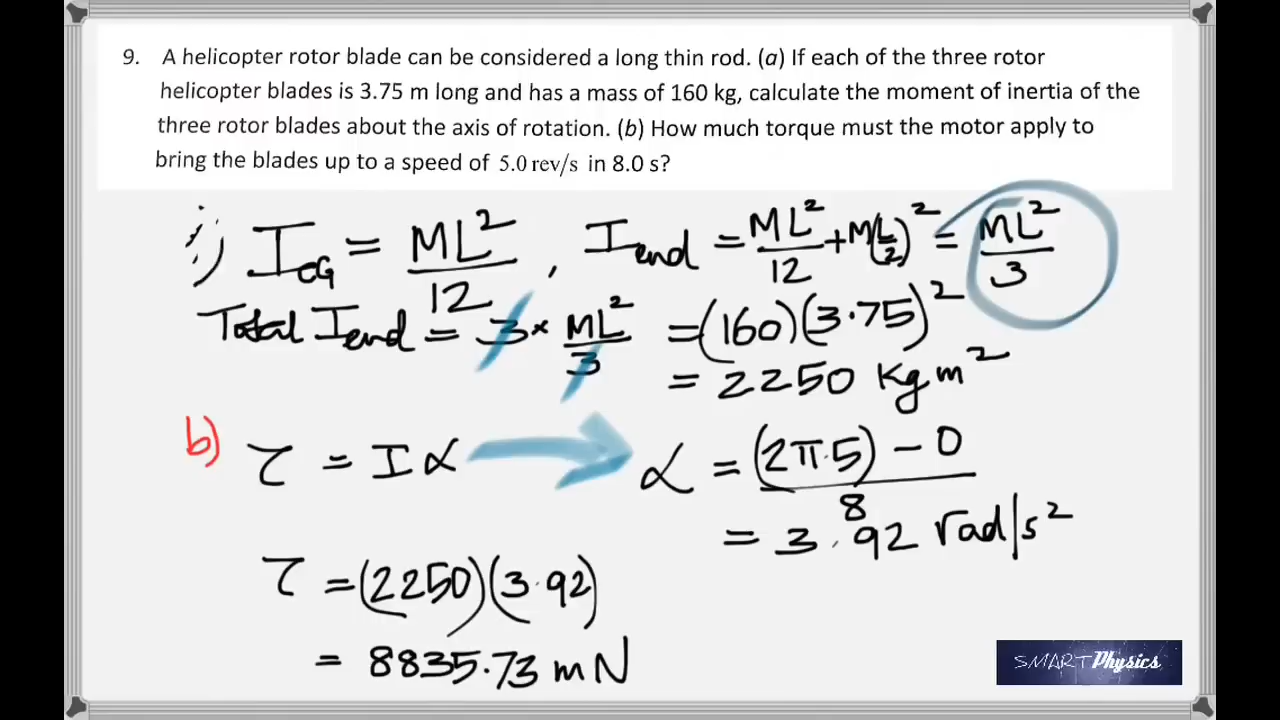 9. A helicopter rotor blade can be considered a long thin rod. (a) If each of the three rotor
helicopter blades is 3.75 m long and has a mass of 160 kg, calculate the moment of inertia of the
three rotor blades about the axis of rotation. (b) How much torque must the motor apply to
bring the blades up to a speed of 5.0 rev/s in 8.0 s?
i) I_CG = ML²/12 , I_end = ML²/12 + M(L/2)² = ML²/3
Total I_end = 3 × ML²/3 = (160)(3.75)²
= 2250 Kg m²
b) τ = Iα → α = (2π·5) - 0 / 8
= 3.92 rad/s²
τ = (2250)(3.92)
= 8835.73 mN
SMART Physics